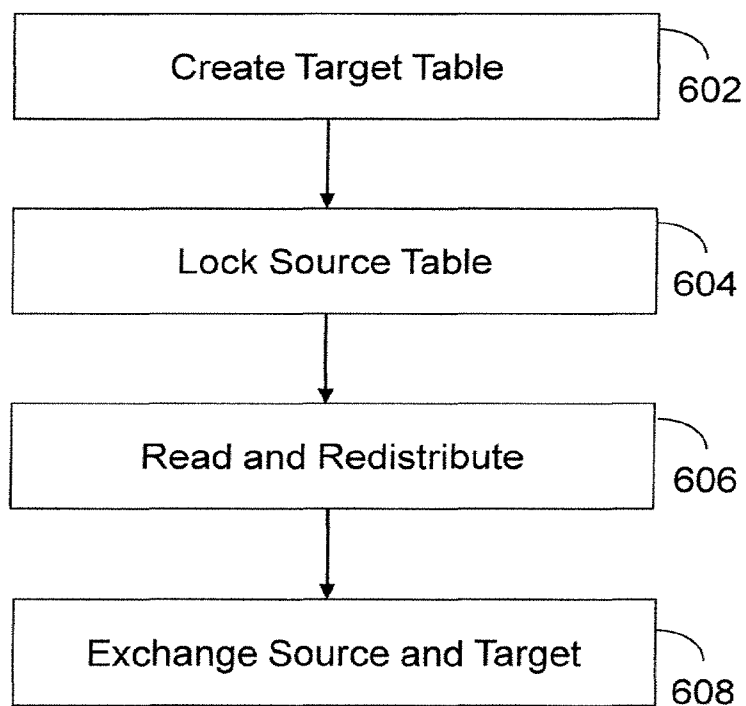 Create Target Table
602
Lock Source Table
604
Read and Redistribute
606
Exchange Source and Target
608